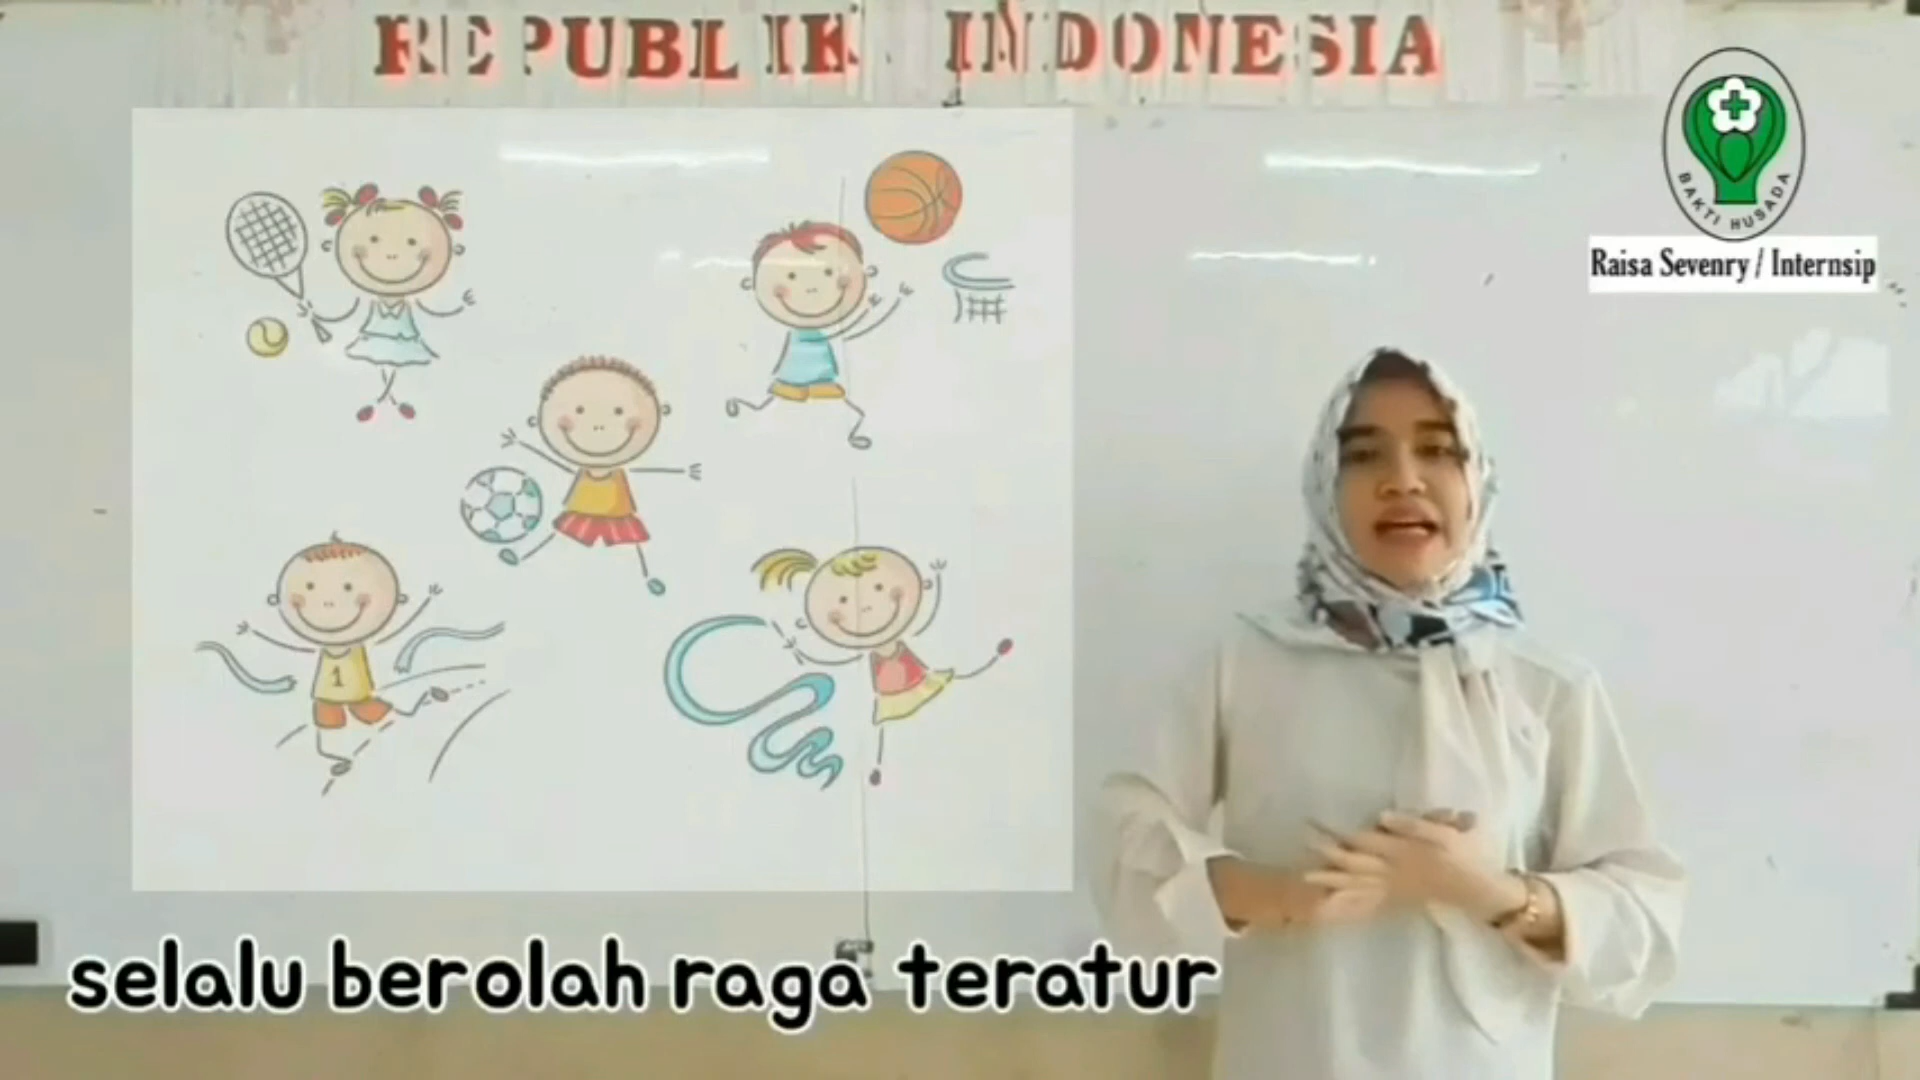 REPUBLIK INDONESIA
BAKTI HUSADA
Raisa Sevenry / Internsip
1
selalu berolah raga teratur